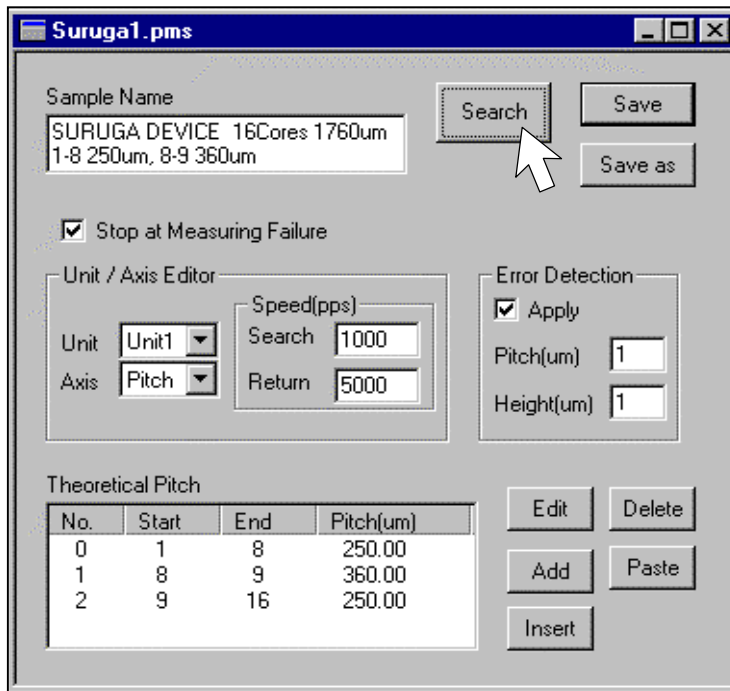 Suruga1.pms
Sample Name
SURUGA DEVICE  16Cores 1760um
1-8 250um, 8-9 360um
Search
Save
Save as
Stop at Measuring Failure
Unit / Axis Editor
Unit Unit1
Axis Pitch
Speed(pps)
Search 1000
Return 5000
Error Detection
Apply
Pitch(um) 1
Height(um) 1
Theoretical Pitch
No. Start End Pitch(um)
0 1 8 250.00
1 8 9 360.00
2 9 16 250.00
Edit Delete
Add Paste
Insert